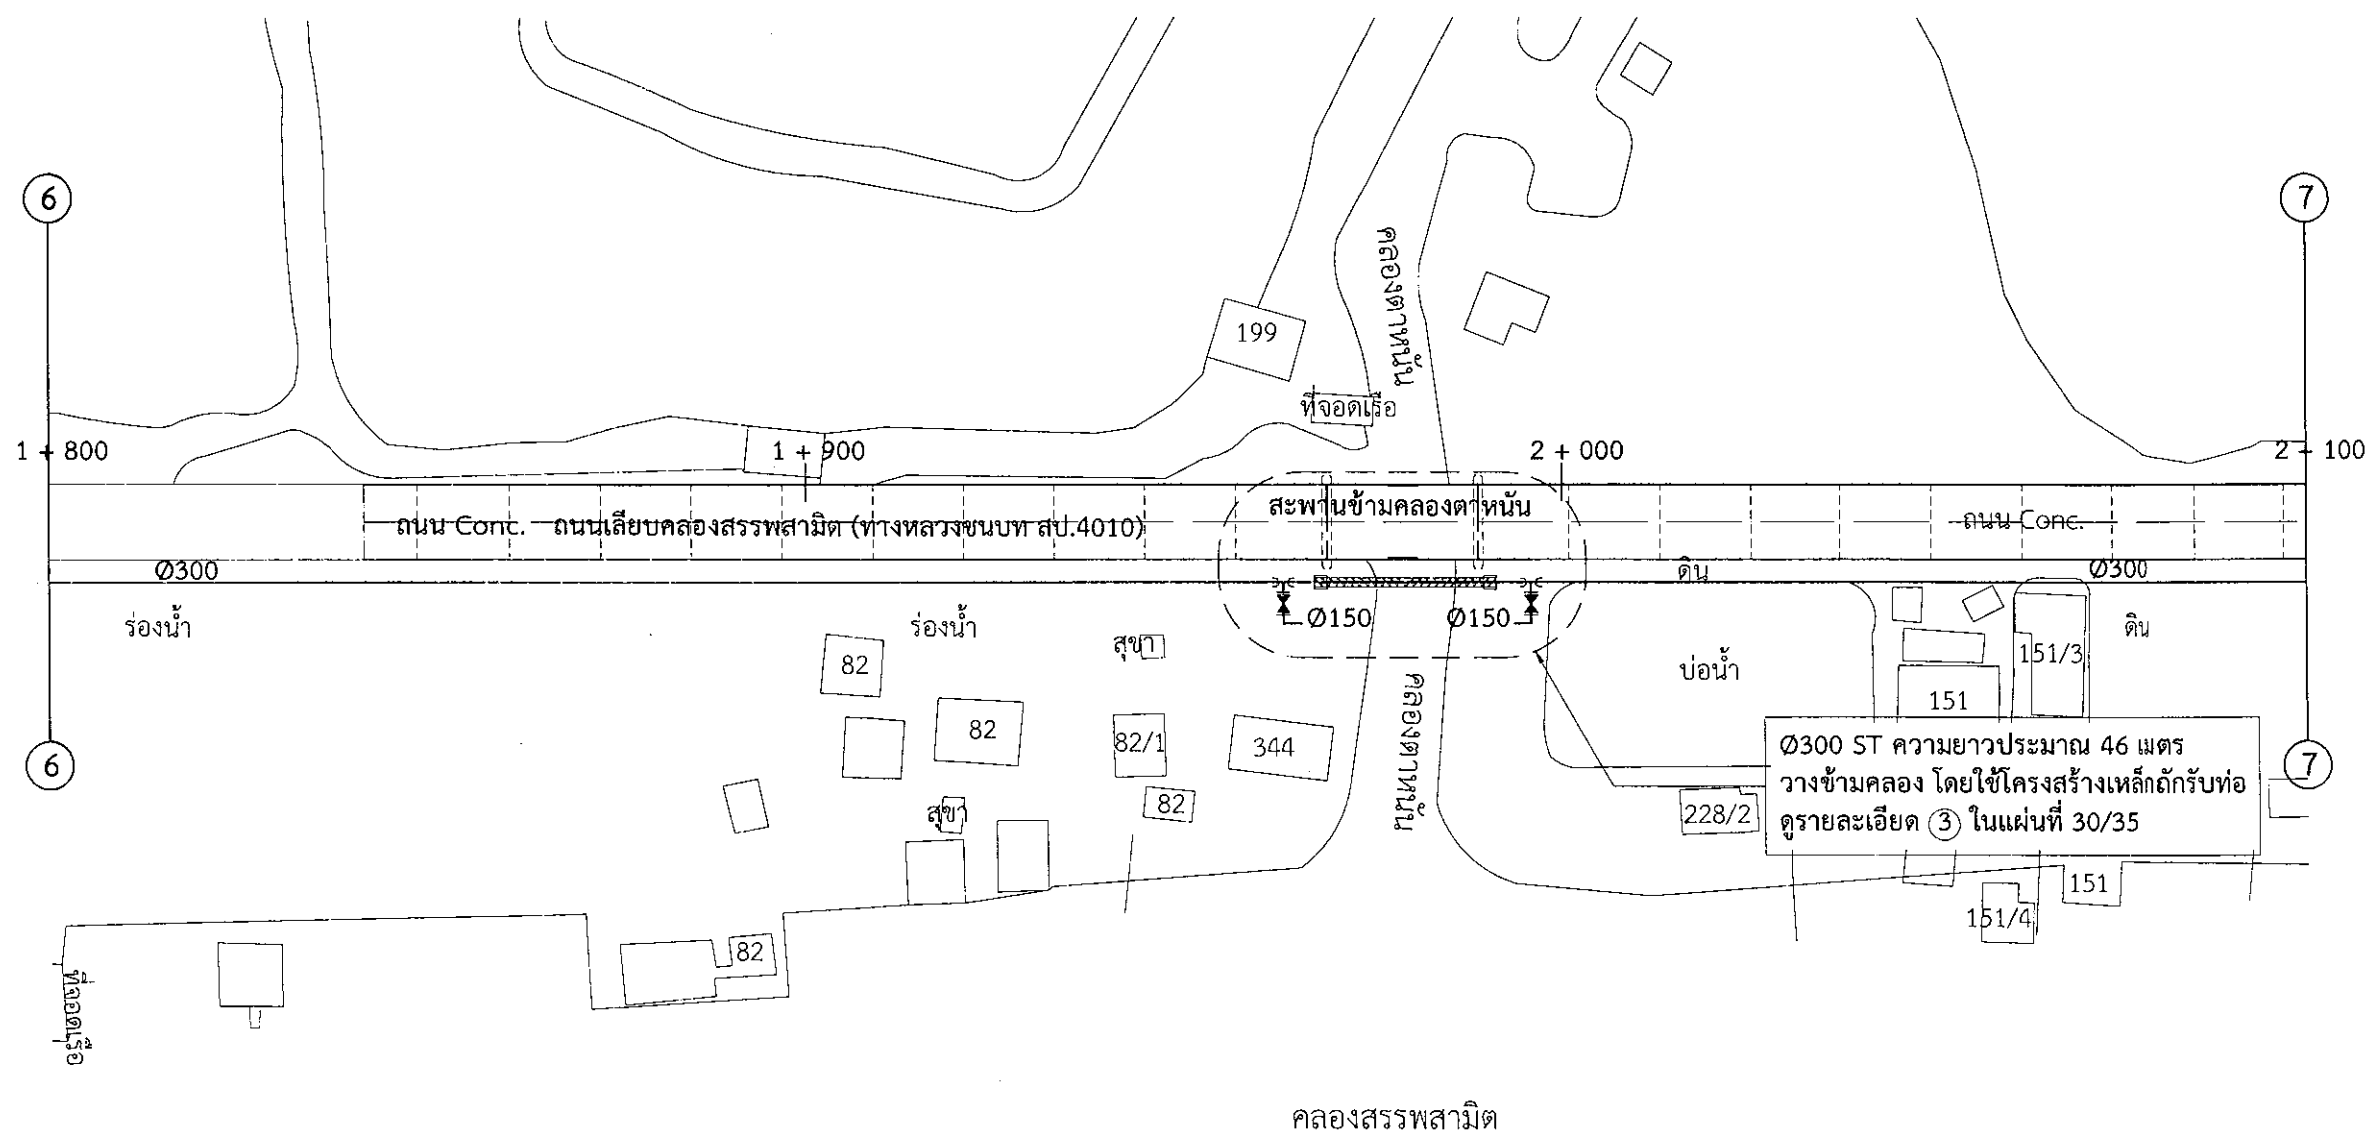 6
7
คลองตาหนัน
199
ที่จอดเรือ
1 + 800
1 + 900
2 + 000
2 + 100
สะพานข้ามคลองตาหนัน
ถนน Conc.
ถนนเลียบคลองสรรพสามิต (ทางหลวงชนบท สป.4010)
ถนน Conc.
Ø300
ดิน
Ø300
Ø150
Ø150
ร่องน้ำ
ร่องน้ำ
สุขา
ดิน
82
151/3
บ่อน้ำ
คลองตาหนัน
151
82
82/1
344
6
7
Ø300 ST ความยาวประมาณ 46 เมตร
วางข้ามคลอง โดยใช้โครงสร้างเหล็กถักรับท่อ
ดูรายละเอียด 3 ในแผ่นที่ 30/35
82
สุขา
228/2
151
151/4
82
ที่จอดเรือ
คลองสรรพสามิต